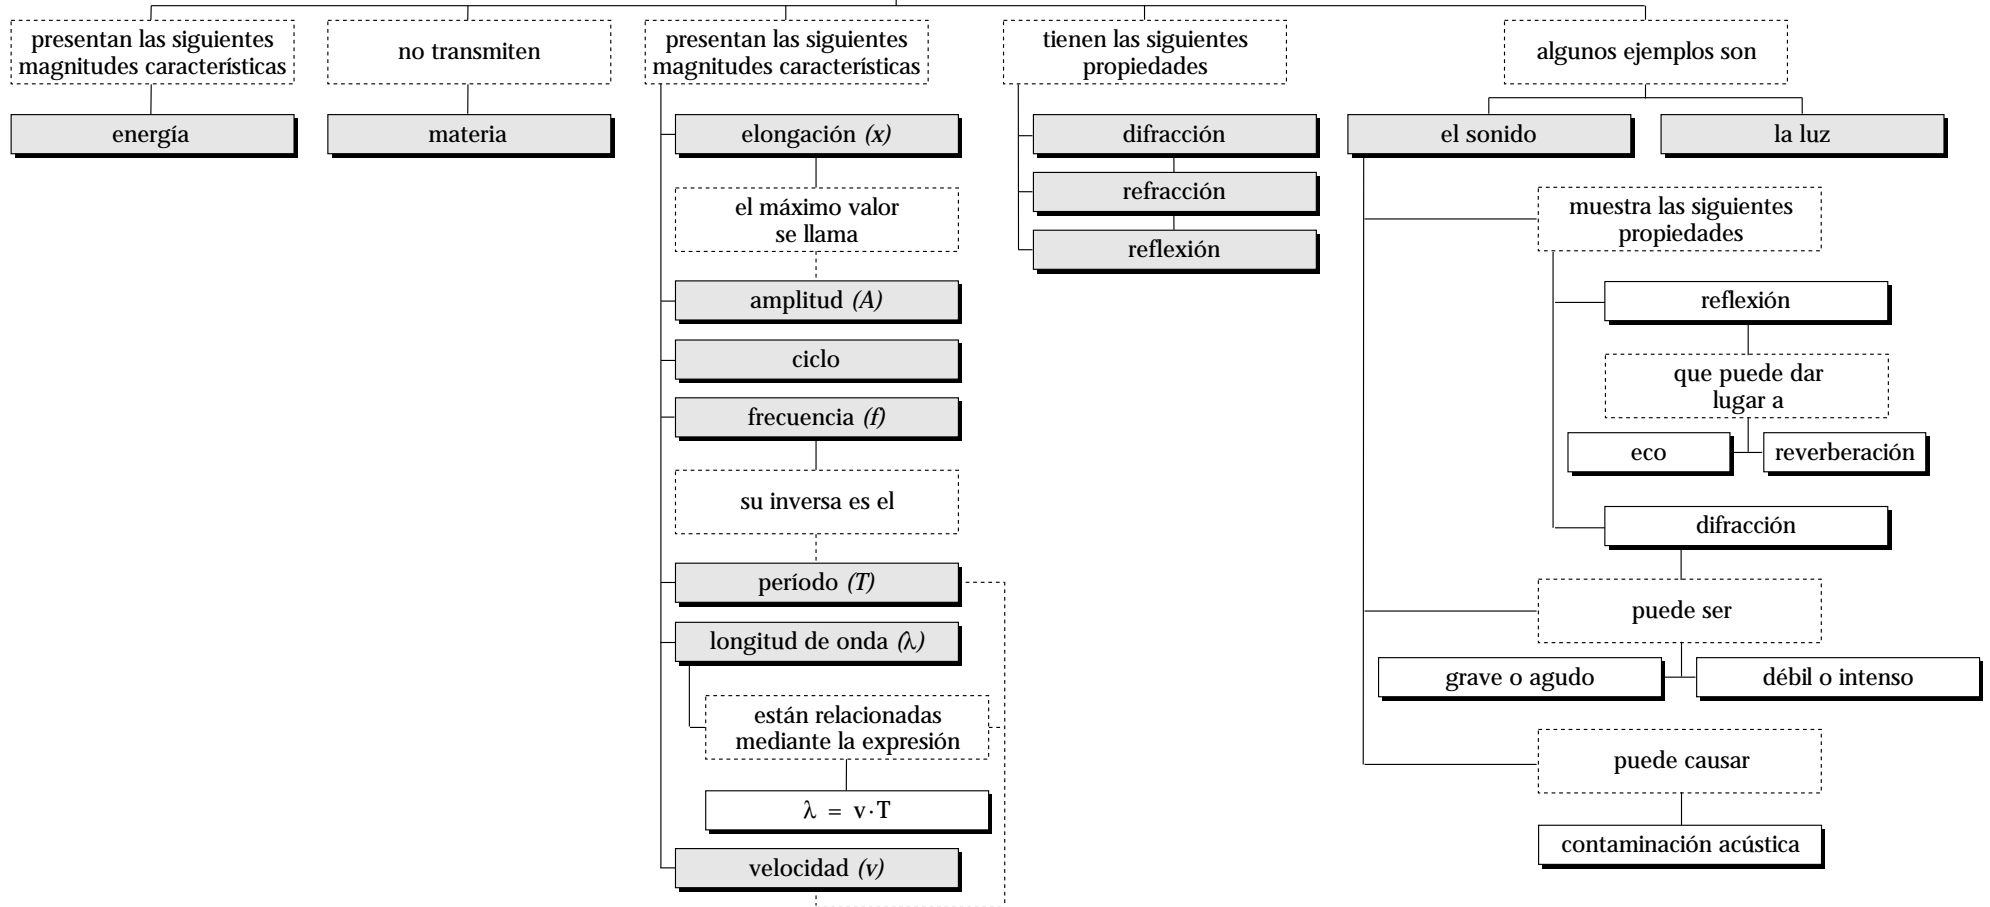 presentan las siguientes
magnitudes características
energía
no transmiten
materia
presentan las siguientes
magnitudes características
elongación (x)
el máximo valor
se llama
amplitud (A)
ciclo
frecuencia (f)
su inversa es el
período (T)
longitud de onda (λ)
están relacionadas
mediante la expresión
λ = v·T
velocidad (v)
tienen las siguientes
propiedades
difracción
refracción
reflexión
algunos ejemplos son
el sonido
la luz
muestra las siguientes
propiedades
reflexión
que puede dar
lugar a
eco
reverberación
difracción
puede ser
grave o agudo
débil o intenso
puede causar
contaminación acústica